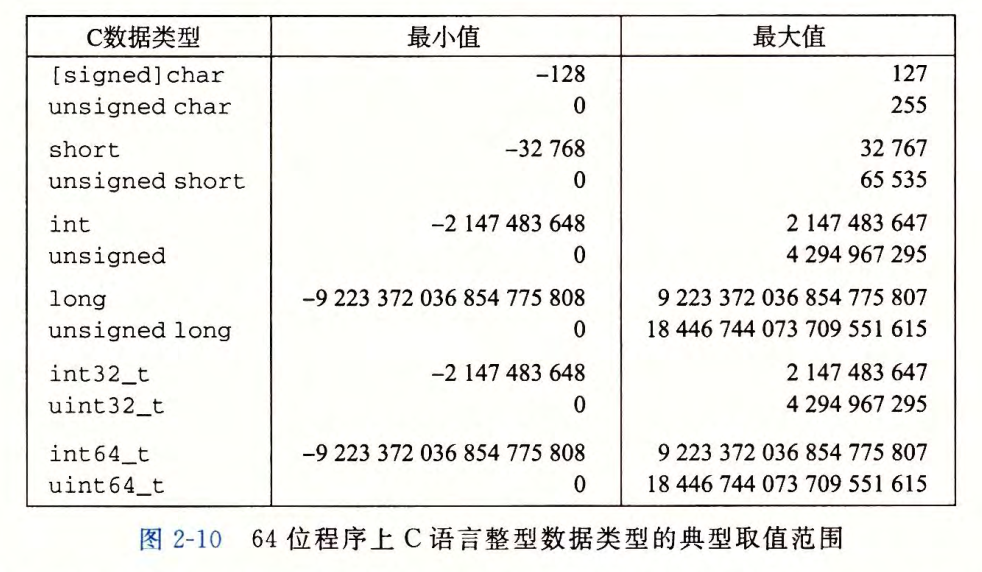 C数据类型 最小值 最大值
[signed]char −128 127
unsigned char 0 255
short −32 768 32 767
unsigned short 0 65 535
int −2 147 483 648 2 147 483 647
unsigned 0 4 294 967 295
long −9 223 372 036 854 775 808 9 223 372 036 854 775 807
unsigned long 0 18 446 744 073 709 551 615
int32_t −2 147 483 648 2 147 483 647
uint32_t 0 4 294 967 295
int64_t −9 223 372 036 854 775 808 9 223 372 036 854 775 807
uint64_t 0 18 446 744 073 709 551 615
图 2-10 64 位程序上 C 语言整型数据类型的典型取值范围